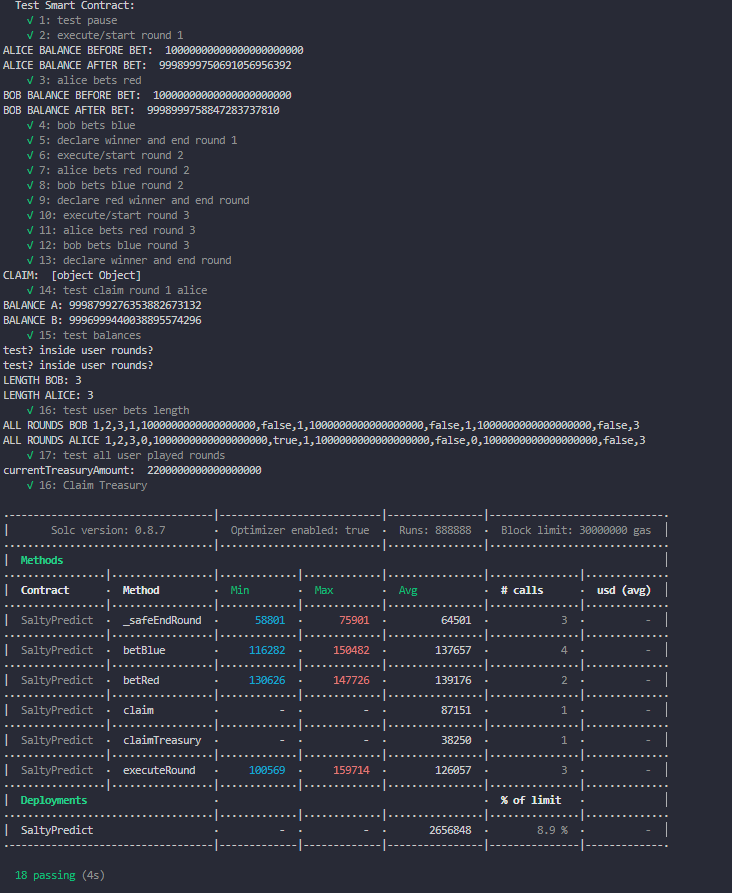 Test Smart Contract:
√ 1: test pause
√ 2: execute/start round 1
ALICE BALANCE BEFORE BET:  10000000000000000000000
ALICE BALANCE AFTER BET:  9998999750691056956392
√ 3: alice bets red
BOB BALANCE BEFORE BET:  10000000000000000000000
BOB BALANCE AFTER BET:  9998999758847283737810
√ 4: bob bets blue
√ 5: declare winner and end round 1
√ 6: execute/start round 2
√ 7: alice bets red round 2
√ 8: bob bets blue round 2
√ 9: declare red winner and end round
√ 10: execute/start round 3
√ 11: alice bets red round 3
√ 12: bob bets blue round 3
√ 13: declare winner and end round
CLAIM:  [object Object]
√ 14: test claim round 1 alice
BALANCE A: 9998799276353882673132
BALANCE B: 9996999440038895574296
√ 15: test balances
test? inside user rounds?
test? inside user rounds?
LENGTH BOB: 3
LENGTH ALICE: 3
√ 16: test user bets length
ALL ROUNDS BOB 1,2,3,1,1000000000000000000,false,1,1000000000000000000,false,1,1000000000000000000,false,3
ALL ROUNDS ALICE 1,2,3,0,1000000000000000000,true,1,1000000000000000000,false,0,1000000000000000000,false,3
√ 17: test all user played rounds
currentTreasuryAmount:  2200000000000000000
√ 16: Claim Treasury
Solc version: 0.8.7 · Optimizer enabled: true · Runs: 888888 · Block limit: 30000000 gas
Methods
Contract · Method · Min · Max · Avg · # calls · usd (avg)
SaltyPredict · _safeEndRound · 58801 · 75901 · 64501 · 3 · -
SaltyPredict · betBlue · 116282 · 150482 · 137657 · 4 · -
SaltyPredict · betRed · 130626 · 147726 · 139176 · 2 · -
SaltyPredict · claim · - · - · 87151 · 1 · -
SaltyPredict · claimTreasury · - · - · 38250 · 1 · -
SaltyPredict · executeRound · 100569 · 159714 · 126057 · 3 · -
Deployments · · % of limit ·
SaltyPredict · - · - · 2656848 · 8.9 % · -
18 passing (4s)